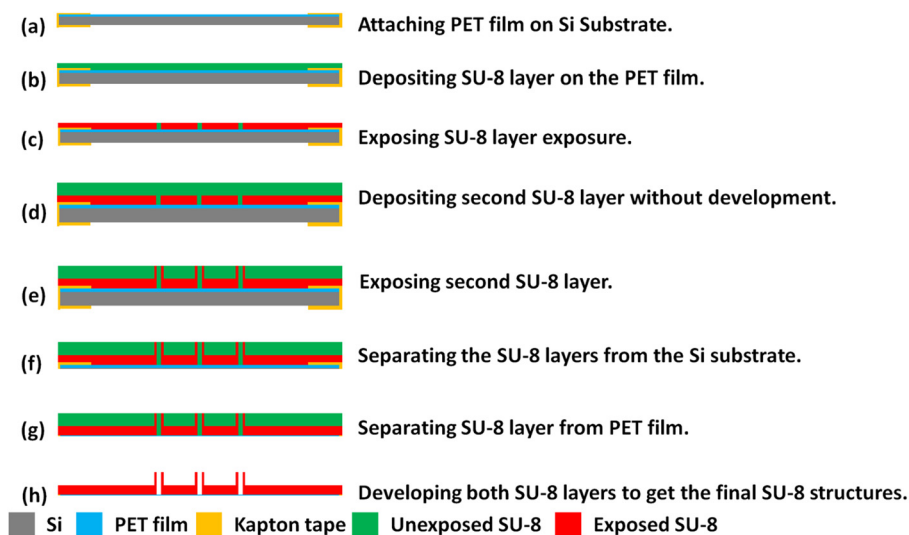 (a) Attaching PET film on Si Substrate.
(b) Depositing SU-8 layer on the PET film.
(c) Exposing SU-8 layer exposure.
(d) Depositing second SU-8 layer without development.
(e) Exposing second SU-8 layer.
(f) Separating the SU-8 layers from the Si substrate.
(g) Separating SU-8 layer from PET film.
(h) Developing both SU-8 layers to get the final SU-8 structures.
Si PET film Kapton tape Unexposed SU-8 Exposed SU-8